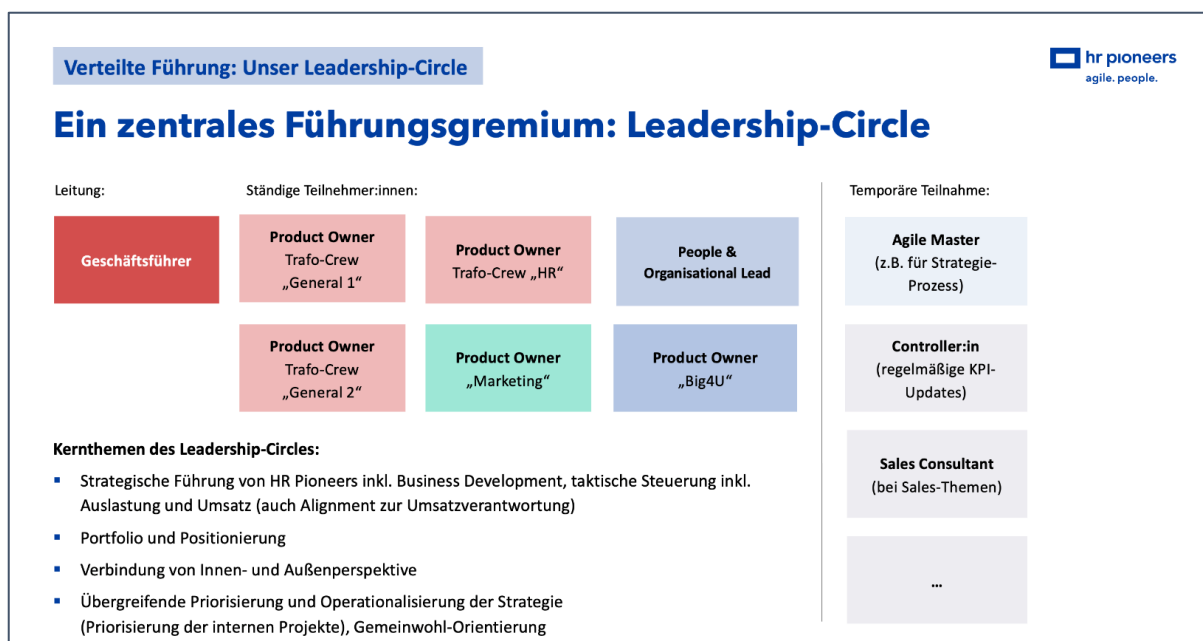 Verteilte Führung: Unser Leadership-Circle
hr pioneers
agile. people.
Ein zentrales Führungsgremium: Leadership-Circle
Leitung:
Ständige Teilnehmer:innen:
Temporäre Teilnahme:
Geschäftsführer
Product Owner
Trafo-Crew
„General 1“
Product Owner
Trafo-Crew „HR“
People &
Organisational Lead
Agile Master
(z.B. für Strategie-
Prozess)
Product Owner
Trafo-Crew
„General 2“
Product Owner
„Marketing“
Product Owner
„Big4U“
Controller:in
(regelmäßige KPI-
Updates)
Sales Consultant
(bei Sales-Themen)
...
Kernthemen des Leadership-Circles:
▪ Strategische Führung von HR Pioneers inkl. Business Development, taktische Steuerung inkl.
Auslastung und Umsatz (auch Alignment zur Umsatzverantwortung)
▪ Portfolio und Positionierung
▪ Verbindung von Innen- und Außenperspektive
▪ Übergreifende Priorisierung und Operationalisierung der Strategie
(Priorisierung der internen Projekte), Gemeinwohl-Orientierung